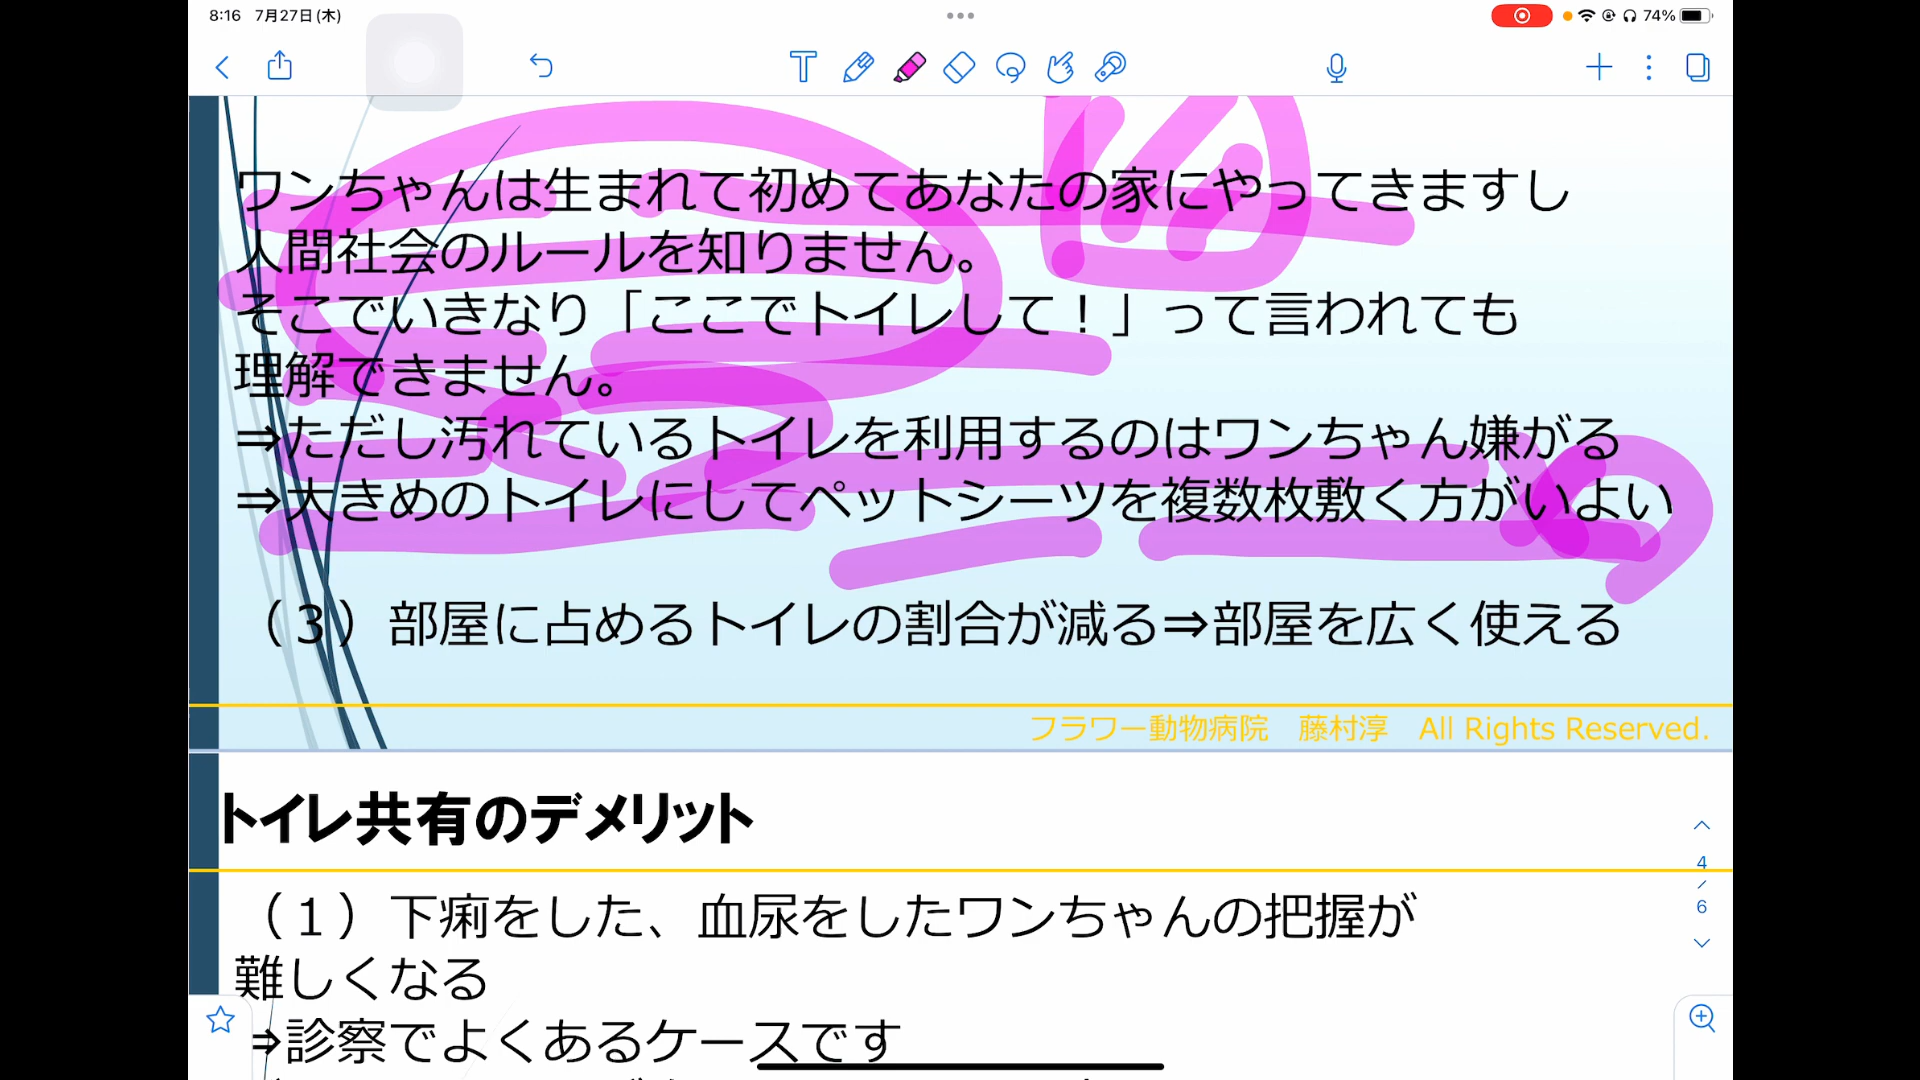 8:16 7月27日(木)
74%
ワンちゃんは生まれて初めてあなたの家にやってきますし
人間社会のルールを知りません。
そこでいきなり「ここでトイレして！」って言われても
理解できません。
⇒ただし汚れているトイレを利用するのはワンちゃん嫌がる
⇒大きめのトイレにしてペットシーツを複数枚敷く方がいよい
（3）部屋に占めるトイレの割合が減る⇒部屋を広く使える
フラワー動物病院 藤村淳 All Rights Reserved.
トイレ共有のデメリット
4
/
6
（1）下痢をした、血尿をしたワンちゃんの把握が
難しくなる
⇒診察でよくあるケースです